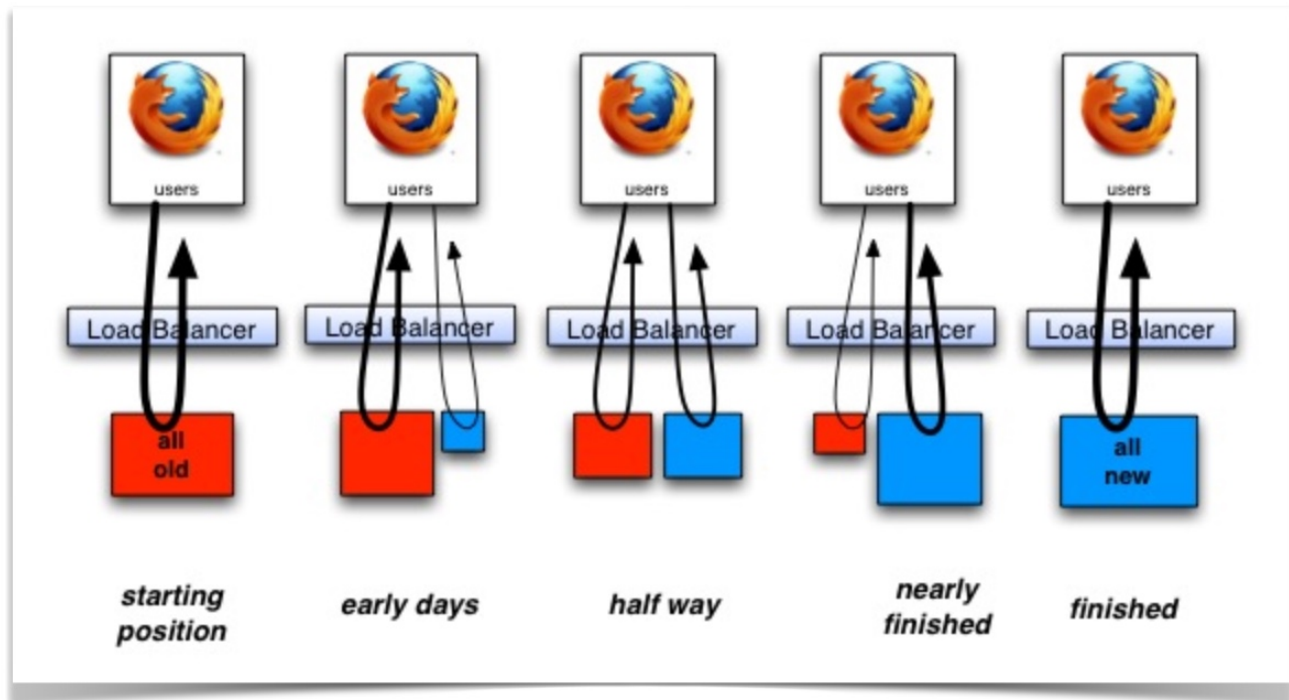 users
users
users
users
users
Load Balancer
Load Balancer
Load Balancer
Load Balancer
Load Balancer
all
old
all
new
starting
position
early days
half way
nearly
finished
finished